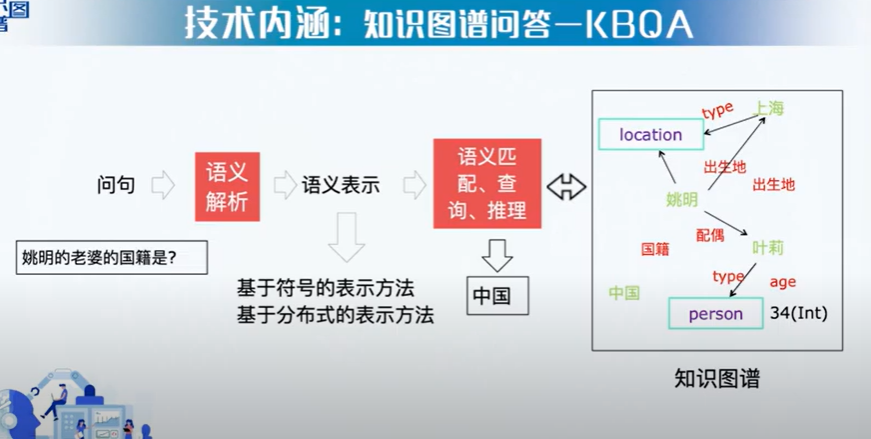 识图
谱
技术内涵：知识图谱问答—KBQA
问句
语义
解析
语义表示
语义匹
配、查
询、推理
姚明的老婆的国籍是?
基于符号的表示方法
基于分布式的表示方法
中国
type
上海
location
出生地
出生地
姚明
配偶
国籍
叶莉
type
age
中国
person
34(Int)
知识图谱